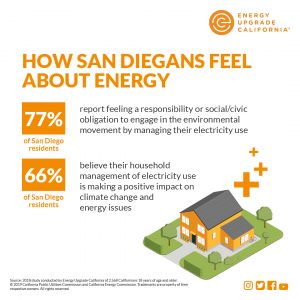 ENERGY
UPGRADE
CALIFORNIA®
HOW SAN DIEGANS FEEL
ABOUT ENERGY
77%
of San Diego
residents
report feeling a responsibility or social/civic
obligation to engage in the environmental
movement by managing their electricity use
66%
of San Diego
residents
believe their household
management of electricity use
is making a positive impact on
climate change and
energy issues
Source: 2018 study conducted by Energy Upgrade California of 2,568 Californians 18 years of age and older.
© 2019 California Public Utilities Commission and California Energy Commission. Trademarks are property of their
respective owners. All rights reserved.